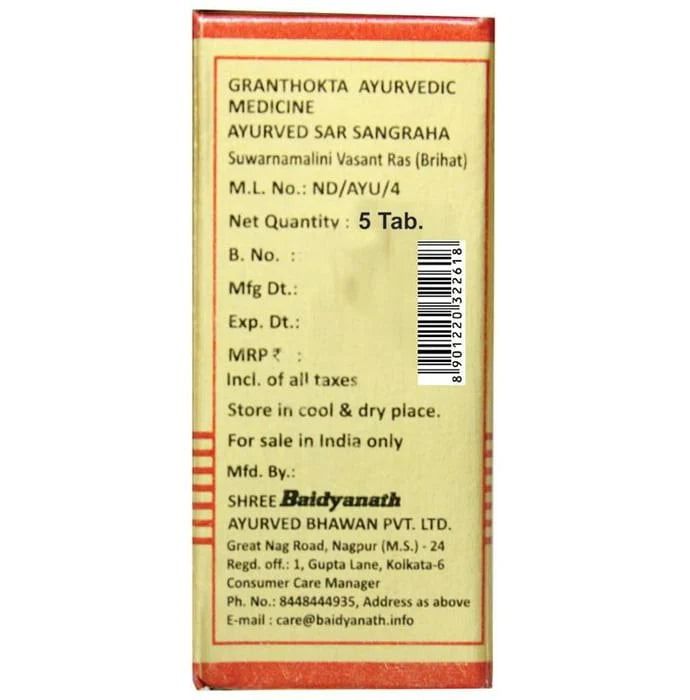 GRANTHOKTA AYURVEDIC
MEDICINE
AYURVED SAR SANGRAHA
Suwarnamalini Vasant Ras (Brihat)
M.L. No.: ND/AYU/4
Net Quantity : 5 Tab.
B. No. :
Mfg Dt.:
Exp. Dt.:
MRP ₹ :
Incl. of all taxes
Store in cool & dry place.
For sale in India only
Mfd. By.:
SHREE Baidyanath
AYURVED BHAWAN PVT. LTD.
Great Nag Road, Nagpur (M.S.) - 24
Regd. off.: 1, Gupta Lane, Kolkata-6
Consumer Care Manager
Ph. No.: 8448444935, Address as above
E-mail : care@baidyanath.info
8 901220 322618